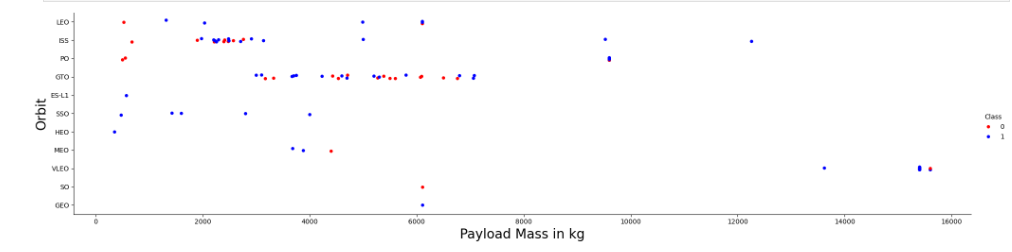 LEO
ISS
PO
GTO
ES-L1
SSO
HEO
MEO
VLEO
SO
GEO
Orbit
0 2000 4000 6000 8000 10000 12000 14000 16000
Payload Mass in kg
Class
0
1